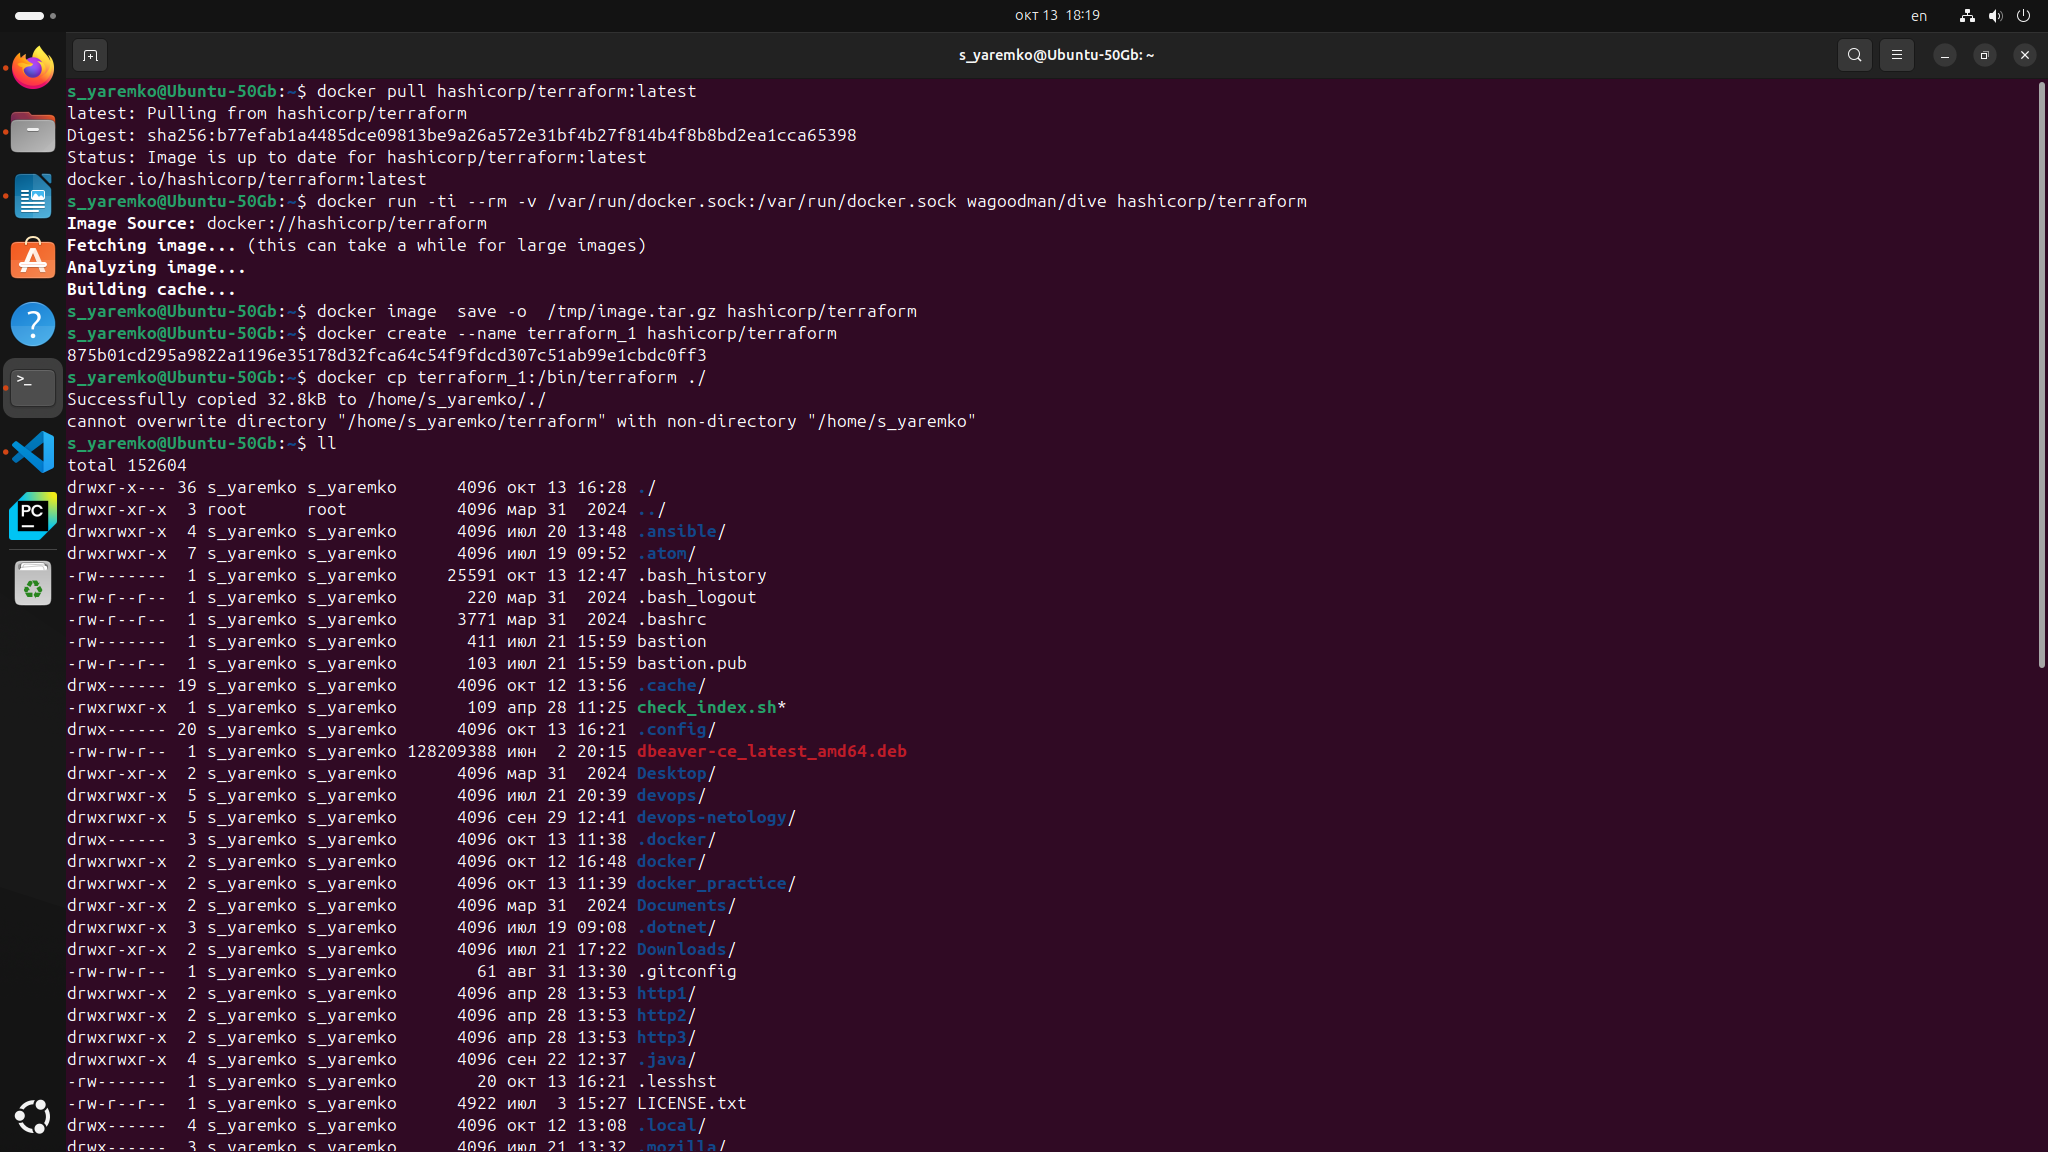 окт 13 18:19
en
s_yaremko@Ubuntu-50Gb: ~
s_yaremko@Ubuntu-50Gb:~$ docker pull hashicorp/terraform:latest
latest: Pulling from hashicorp/terraform
Digest: sha256:b77efab1a4485dce09813be9a26a572e31bf4b27f814b4f8b8bd2ea1cca65398
Status: Image is up to date for hashicorp/terraform:latest
docker.io/hashicorp/terraform:latest
s_yaremko@Ubuntu-50Gb:~$ docker run -ti --rm -v /var/run/docker.sock:/var/run/docker.sock wagoodman/dive hashicorp/terraform
Image Source: docker://hashicorp/terraform
Fetching image... (this can take a while for large images)
Analyzing image...
Building cache...
s_yaremko@Ubuntu-50Gb:~$ docker image  save -o  /tmp/image.tar.gz hashicorp/terraform
s_yaremko@Ubuntu-50Gb:~$ docker create --name terraform_1 hashicorp/terraform
875b01cd295a9822a1196e35178d32fca64c54f9fdcd307c51ab99e1cbdc0ff3
s_yaremko@Ubuntu-50Gb:~$ docker cp terraform_1:/bin/terraform ./
Successfully copied 32.8kB to /home/s_yaremko/./
cannot overwrite directory "/home/s_yaremko/terraform" with non-directory "/home/s_yaremko"
s_yaremko@Ubuntu-50Gb:~$ ll
total 152604
drwxr-x--- 36 s_yaremko s_yaremko      4096 окт 13 16:28 ./
drwxr-xr-x  3 root      root           4096 мар 31  2024 ../
drwxrwxr-x  4 s_yaremko s_yaremko      4096 июл 20 13:48 .ansible/
drwxrwxr-x  7 s_yaremko s_yaremko      4096 июл 19 09:52 .atom/
-rw-------  1 s_yaremko s_yaremko     25591 окт 13 12:47 .bash_history
-rw-r--r--  1 s_yaremko s_yaremko       220 мар 31  2024 .bash_logout
-rw-r--r--  1 s_yaremko s_yaremko      3771 мар 31  2024 .bashrc
-rw-------  1 s_yaremko s_yaremko       411 июл 21 15:59 bastion
-rw-r--r--  1 s_yaremko s_yaremko       103 июл 21 15:59 bastion.pub
drwx------ 19 s_yaremko s_yaremko      4096 окт 12 13:56 .cache/
-rwxrwxr-x  1 s_yaremko s_yaremko       109 апр 28 11:25 check_index.sh*
drwx------ 20 s_yaremko s_yaremko      4096 окт 13 16:21 .config/
-rw-rw-r--  1 s_yaremko s_yaremko 128209388 июн  2 20:15 dbeaver-ce_latest_amd64.deb
drwxr-xr-x  2 s_yaremko s_yaremko      4096 мар 31  2024 Desktop/
drwxrwxr-x  5 s_yaremko s_yaremko      4096 июл 21 20:39 devops/
drwxrwxr-x  5 s_yaremko s_yaremko      4096 сен 29 12:41 devops-netology/
drwx------  3 s_yaremko s_yaremko      4096 окт 13 11:38 .docker/
drwxrwxr-x  2 s_yaremko s_yaremko      4096 окт 12 16:48 docker/
drwxrwxr-x  2 s_yaremko s_yaremko      4096 окт 13 11:39 docker_practice/
drwxr-xr-x  2 s_yaremko s_yaremko      4096 мар 31  2024 Documents/
drwxrwxr-x  3 s_yaremko s_yaremko      4096 июл 19 09:08 .dotnet/
drwxr-xr-x  2 s_yaremko s_yaremko      4096 июл 21 17:22 Downloads/
-rw-rw-r--  1 s_yaremko s_yaremko        61 авг 31 13:30 .gitconfig
drwxrwxr-x  2 s_yaremko s_yaremko      4096 апр 28 13:53 http1/
drwxrwxr-x  2 s_yaremko s_yaremko      4096 апр 28 13:53 http2/
drwxrwxr-x  2 s_yaremko s_yaremko      4096 апр 28 13:53 http3/
drwxrwxr-x  4 s_yaremko s_yaremko      4096 сен 22 12:37 .java/
-rw-------  1 s_yaremko s_yaremko        20 окт 13 16:21 .lesshst
-rw-r--r--  1 s_yaremko s_yaremko      4922 июл  3 15:27 LICENSE.txt
drwx------  4 s_yaremko s_yaremko      4096 окт 12 13:08 .local/
drwx------  3 s_yaremko s_yaremko      4096 июл 21 13:32 .mozilla/
PC